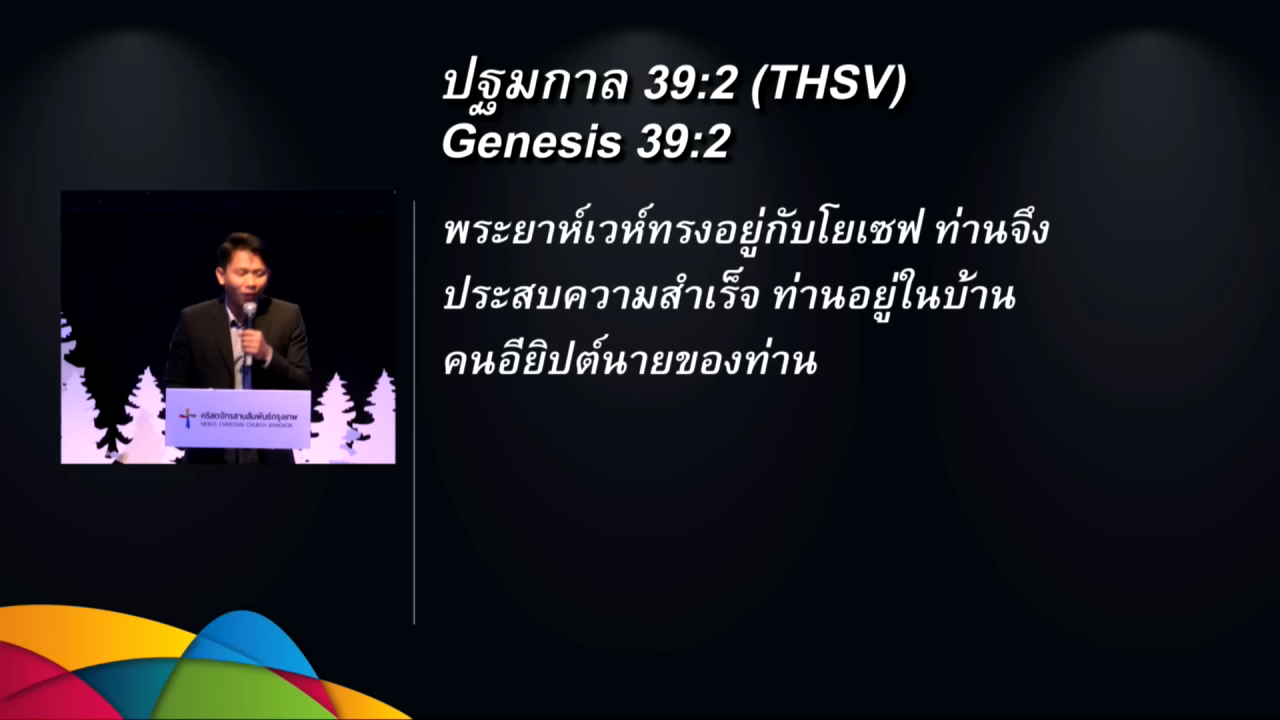 ปฐมกาล 39:2 (THSV)
Genesis 39:2
พระยาห์เวห์ทรงอยู่กับโยเซฟ ท่านจึง
ประสบความสำเร็จ ท่านอยู่ในบ้าน
คนอียิปต์นายของท่าน
คริสตจักรสานสัมพันธ์กรุงเทพ
NEXUS CHRISTIAN CHURCH BANGKOK